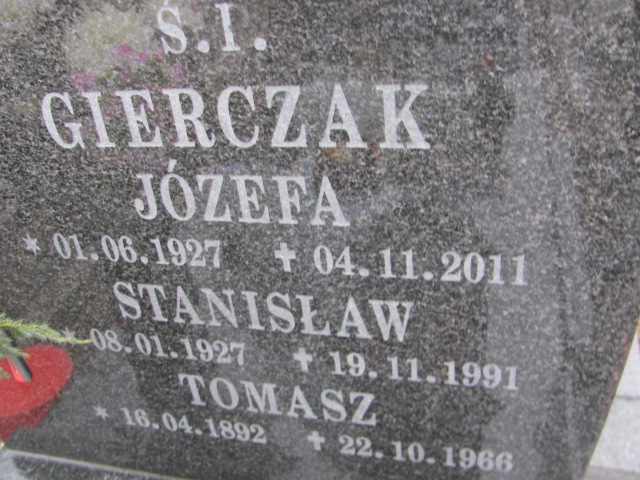 Ś.I.
GIERCZAK
JÓZEFA
* 01.06.1927 ✝ 04.11.2011
STANISŁAW
* 08.01.1927 ✝ 19.11.1991
TOMASZ
* 16.04.1892 ✝ 22.10.1966